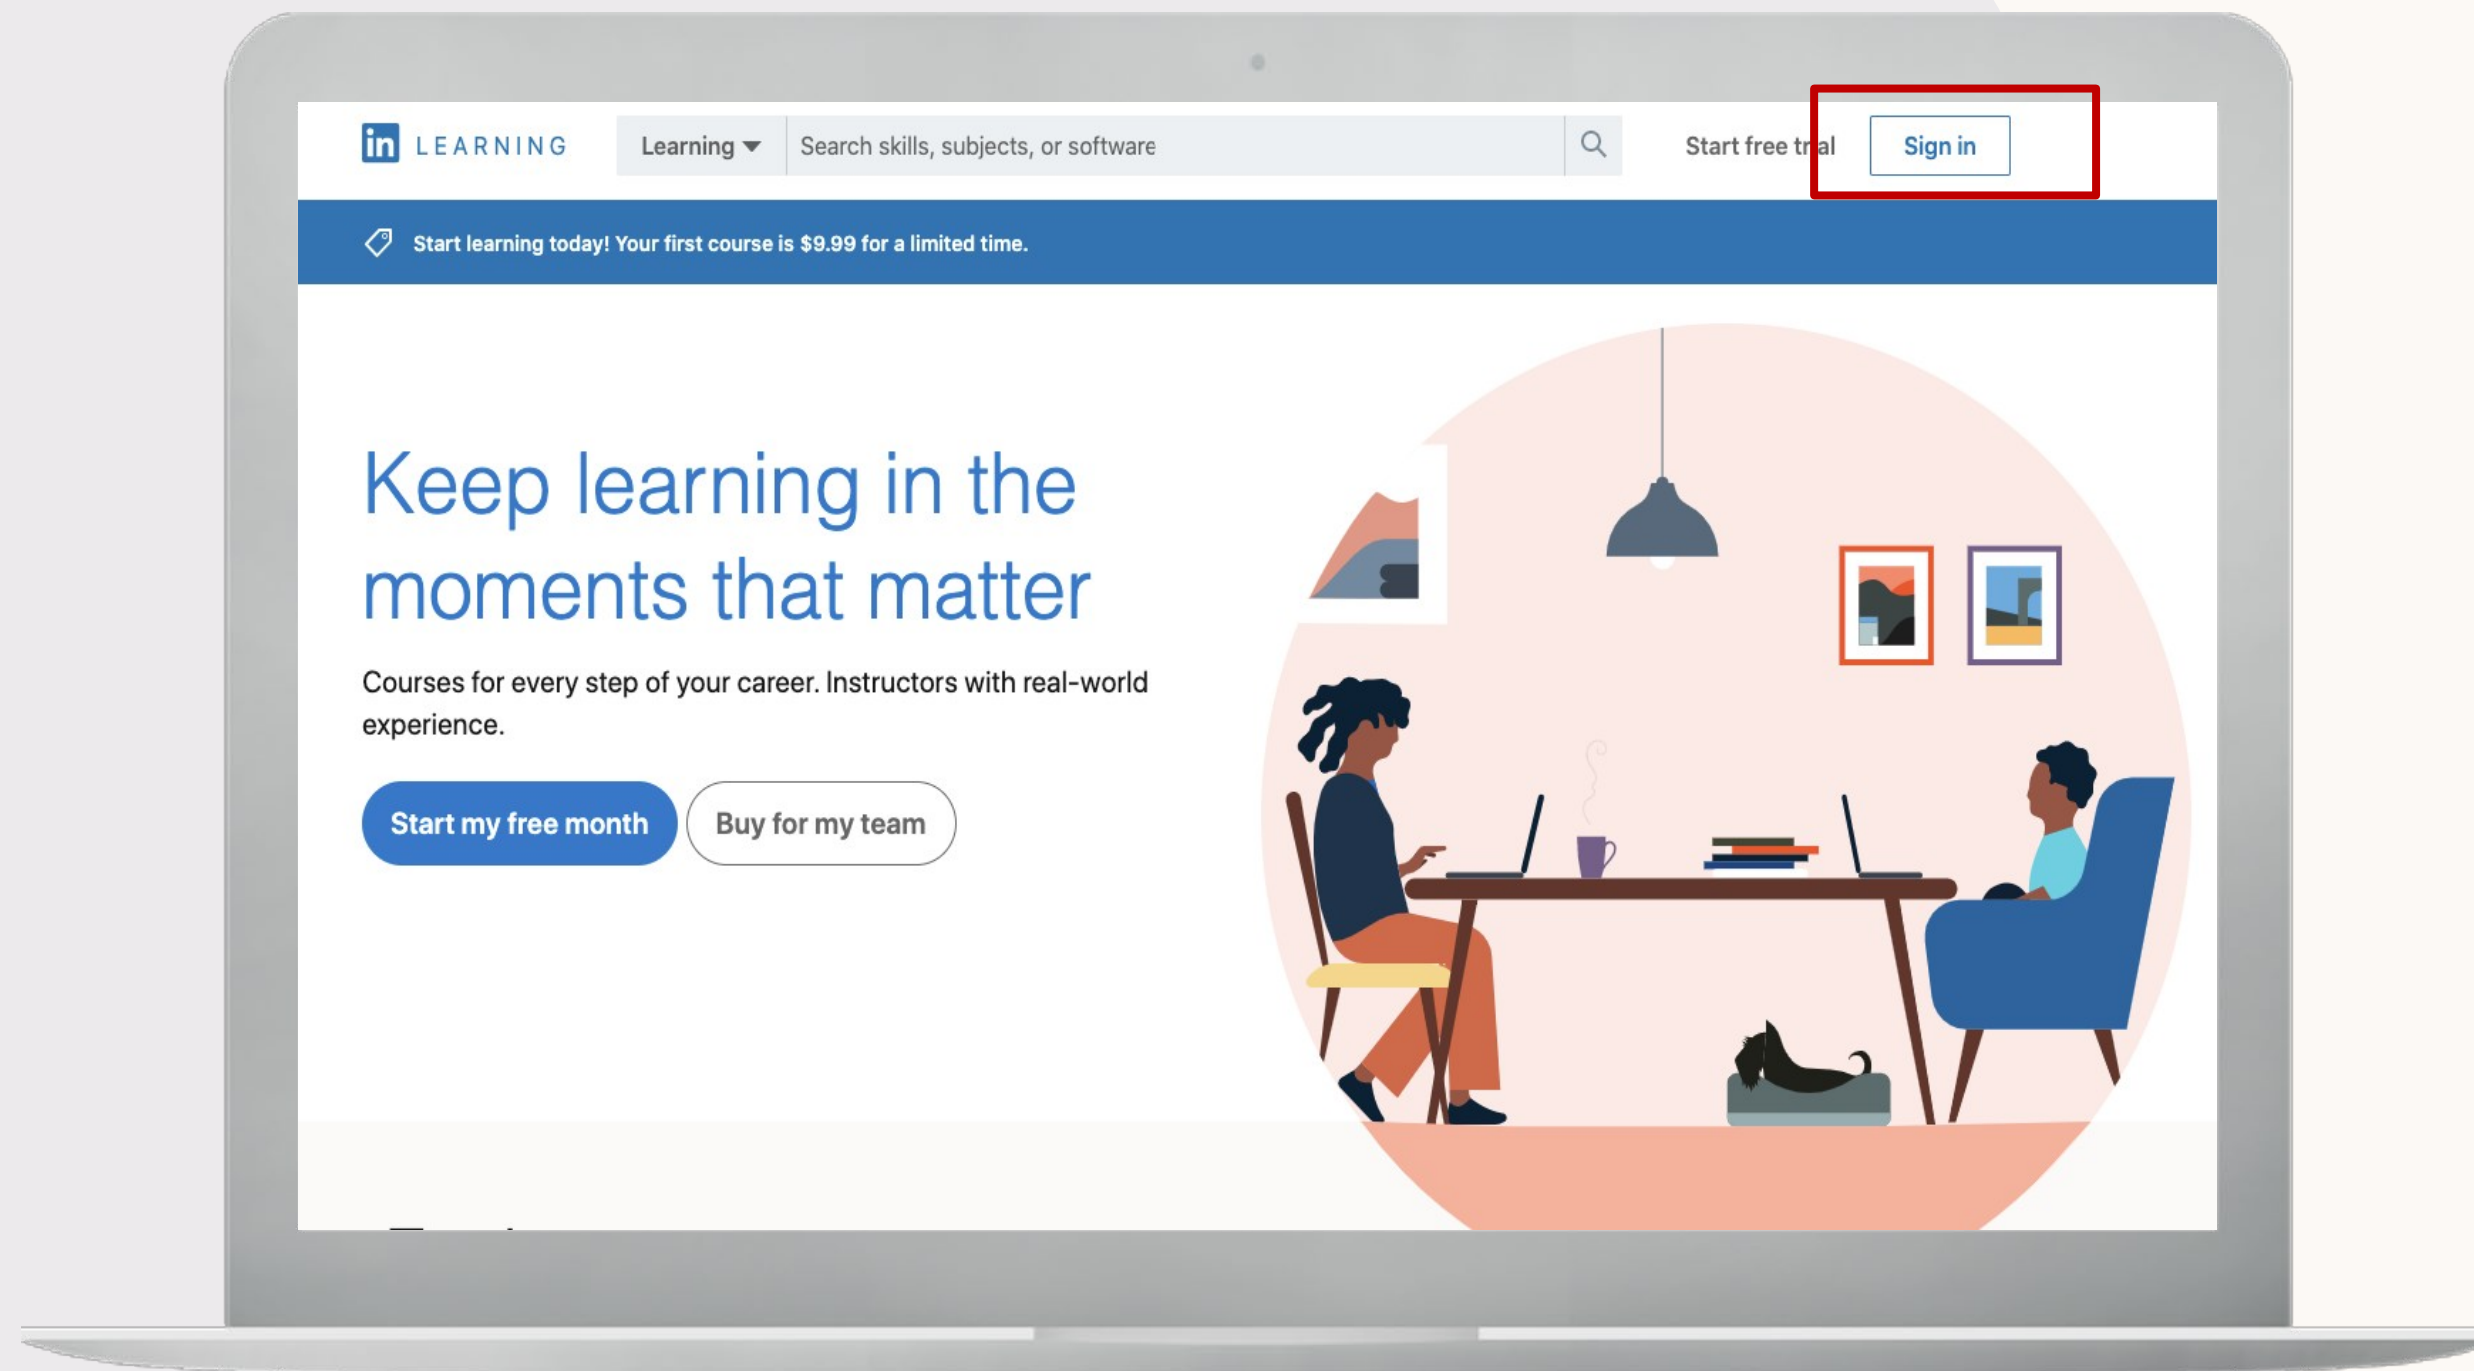 in LEARNING
Learning
Search skills, subjects, or software
Start free trial
Sign in
Start learning today! Your first course is $9.99 for a limited time.
Keep learning in the
moments that matter
Courses for every step of your career. Instructors with real-world
experience.
Start my free month
Buy for my team